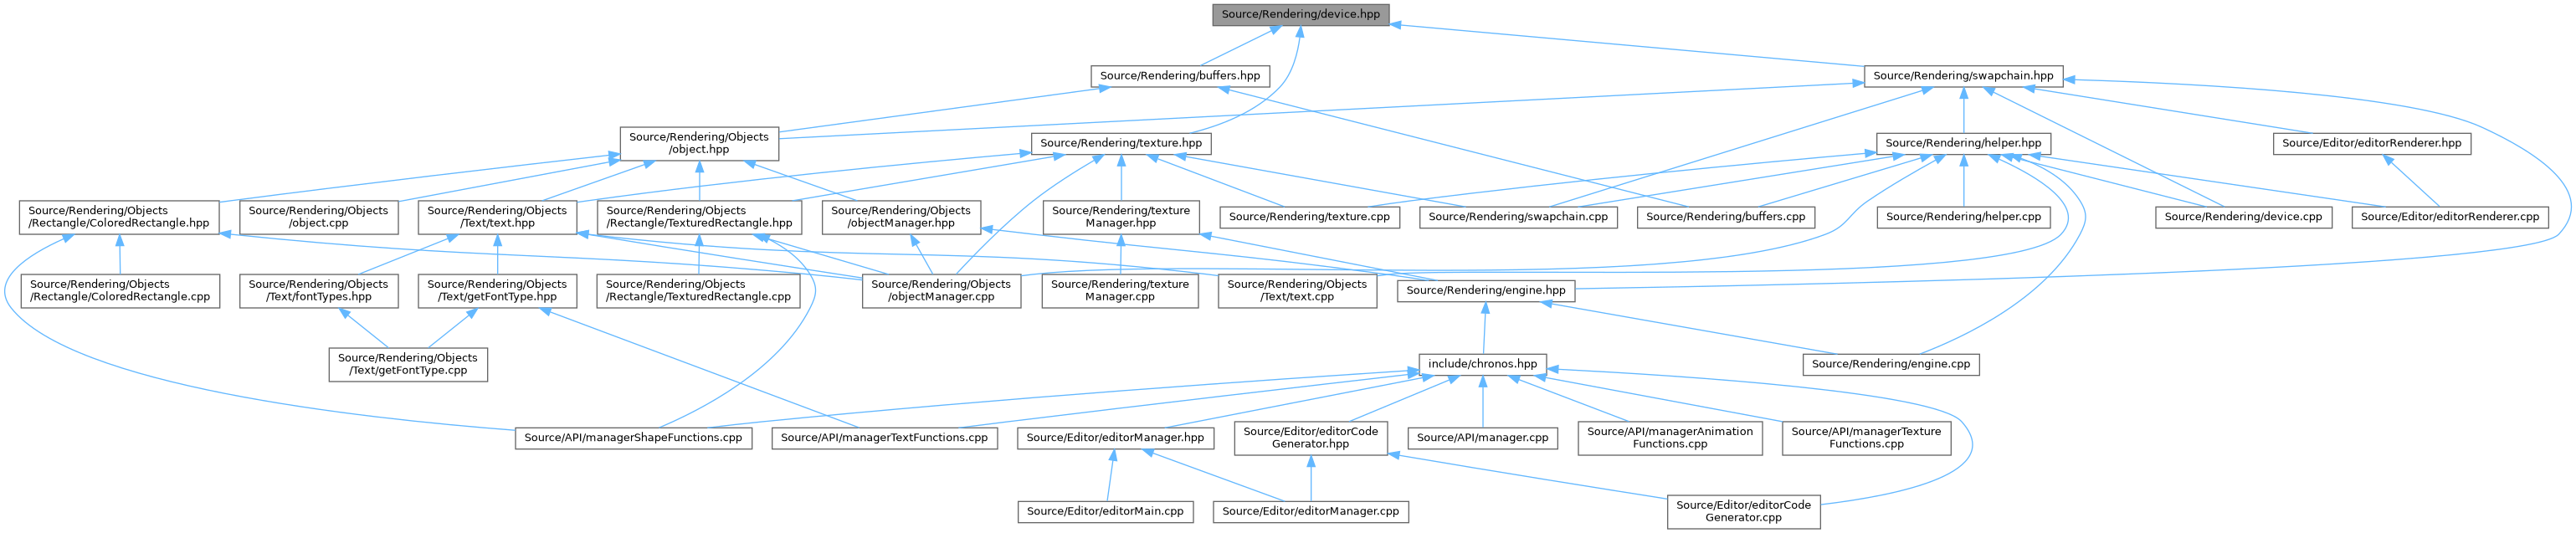 Source/Rendering/device.hpp
Source/Rendering/buffers.hpp
Source/Rendering/swapchain.hpp
Source/Rendering/Objects
/object.hpp
Source/Rendering/texture.hpp
Source/Rendering/helper.hpp
Source/Editor/editorRenderer.hpp
Source/Rendering/Objects
/Rectangle/ColoredRectangle.hpp
Source/Rendering/Objects
/object.cpp
Source/Rendering/Objects
/Text/text.hpp
Source/Rendering/Objects
/Rectangle/TexturedRectangle.hpp
Source/Rendering/Objects
/objectManager.hpp
Source/Rendering/texture
Manager.hpp
Source/Rendering/texture.cpp
Source/Rendering/swapchain.cpp
Source/Rendering/buffers.cpp
Source/Rendering/helper.cpp
Source/Rendering/device.cpp
Source/Editor/editorRenderer.cpp
Source/Rendering/Objects
/Rectangle/ColoredRectangle.cpp
Source/Rendering/Objects
/Text/fontTypes.hpp
Source/Rendering/Objects
/Text/getFontType.hpp
Source/Rendering/Objects
/Rectangle/TexturedRectangle.cpp
Source/Rendering/Objects
/objectManager.cpp
Source/Rendering/texture
Manager.cpp
Source/Rendering/Objects
/Text/text.cpp
Source/Rendering/engine.hpp
Source/Rendering/Objects
/Text/getFontType.cpp
include/chronos.hpp
Source/Rendering/engine.cpp
Source/API/managerShapeFunctions.cpp
Source/API/managerTextFunctions.cpp
Source/Editor/editorManager.hpp
Source/Editor/editorCode
Generator.hpp
Source/API/manager.cpp
Source/API/managerAnimation
Functions.cpp
Source/API/managerTexture
Functions.cpp
Source/Editor/editorMain.cpp
Source/Editor/editorManager.cpp
Source/Editor/editorCode
Generator.cpp